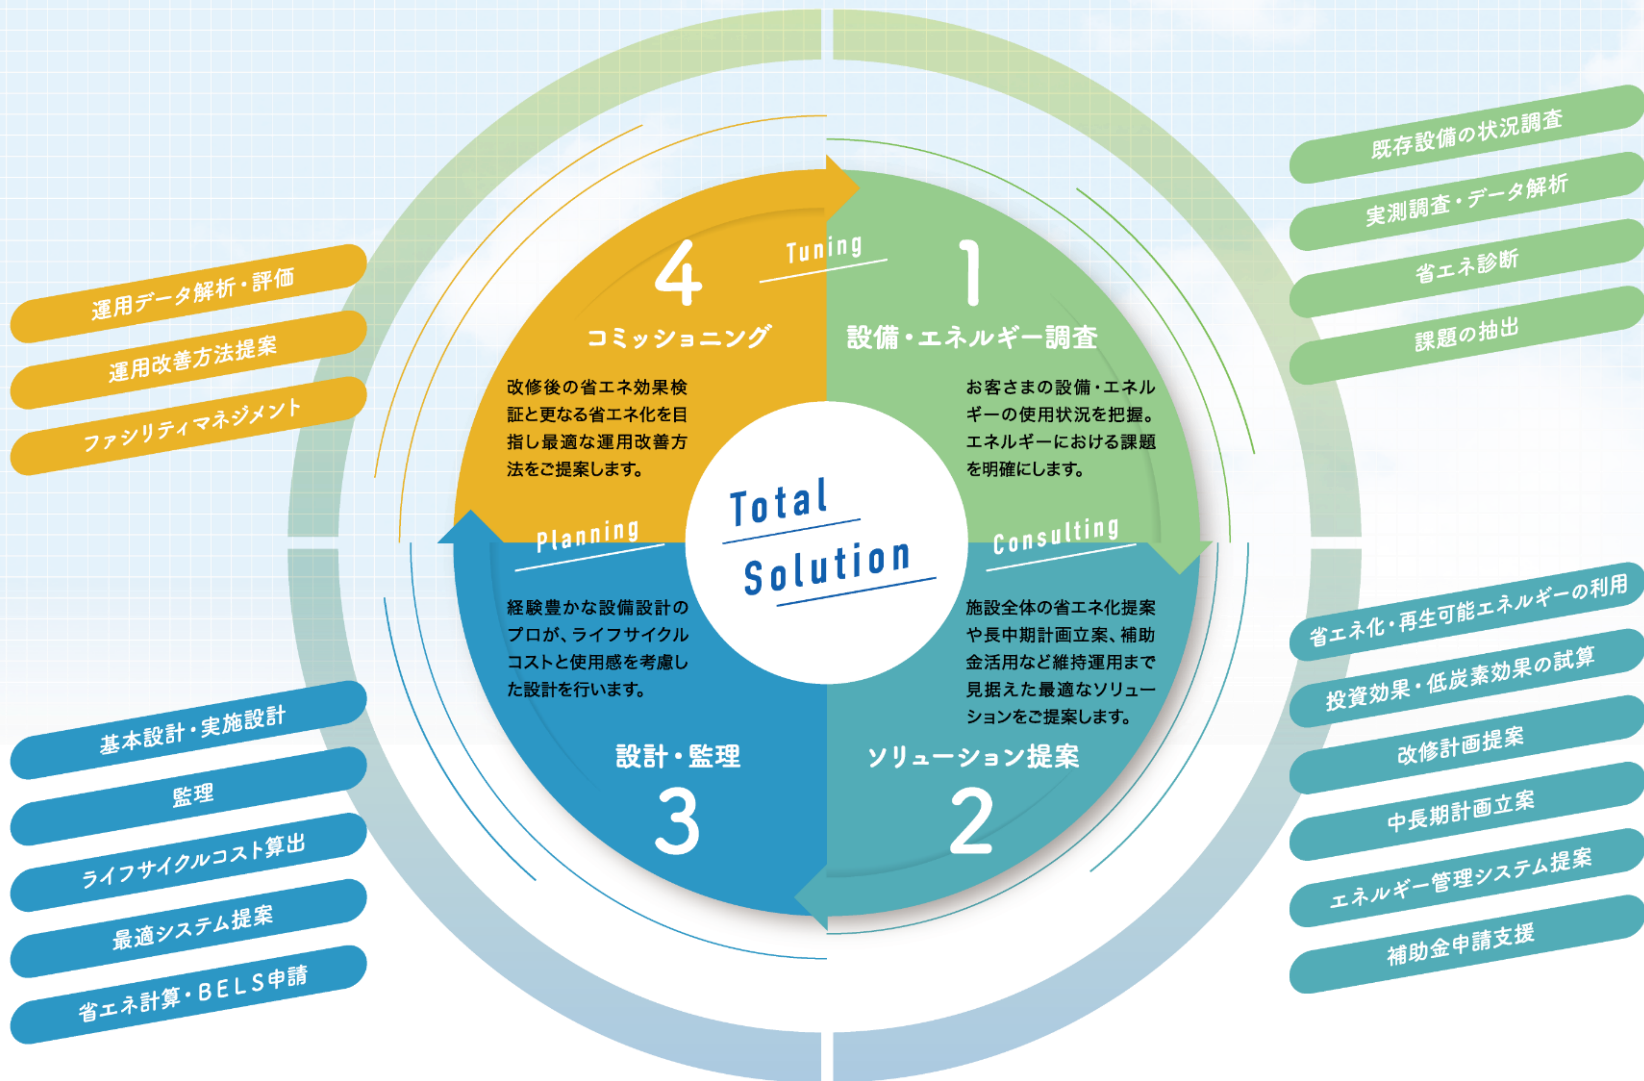 Total
Solution
1
設備・エネルギー調査
お客さまの設備・エネル
ギーの使用状況を把握。
エネルギーにおける課題
を明確にします。
Consulting
既存設備の状況調査
実測調査・データ解析
省エネ診断
課題の抽出
施設全体の省エネ化提案
や長中期計画立案、補助
金活用など維持運用まで
見据えた最適なソリュー
ションをご提案します。
ソリューション提案
2
省エネ化・再生可能エネルギーの利用
投資効果・低炭素効果の試算
改修計画提案
中長期計画立案
エネルギー管理システム提案
補助金申請支援
Planning
経験豊かな設備設計の
プロが、ライフサイクル
コストと使用感を考慮し
た設計を行います。
設計・監理
3
基本設計・実施設計
監理
ライフサイクルコスト算出
最適システム提案
省エネ計算・BELS申請
Tuning
4
コミッショニング
改修後の省エネ効果検
証と更なる省エネ化を目
指し最適な運用改善方
法をご提案します。
運用データ解析・評価
運用改善方法提案
ファシリティマネジメント